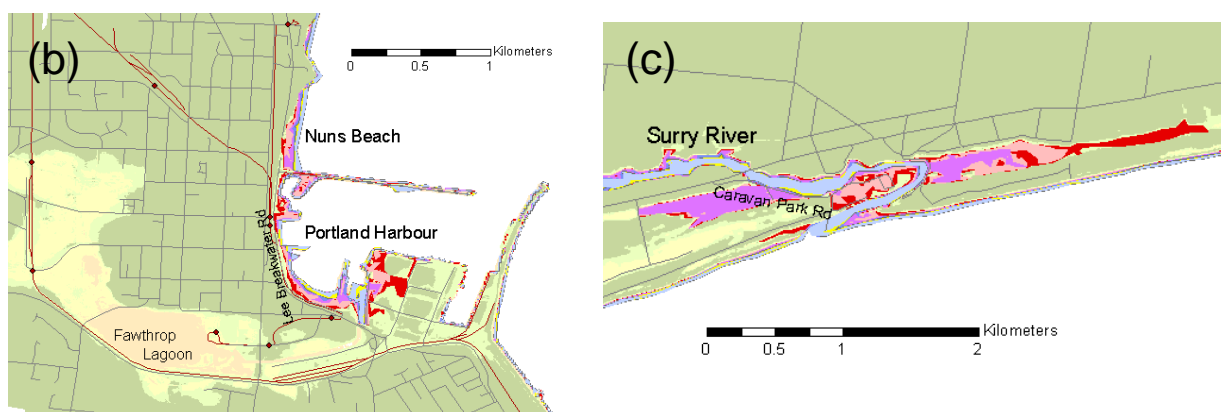 (b)
Kilometers
0 0.5 1
Nuns Beach
Portland Harbour
Lee Breakwater Rd
Fawthrop
Lagoon
(c)
Surry River
Caravan Park Rd
Kilometers
0 0.5 1 2